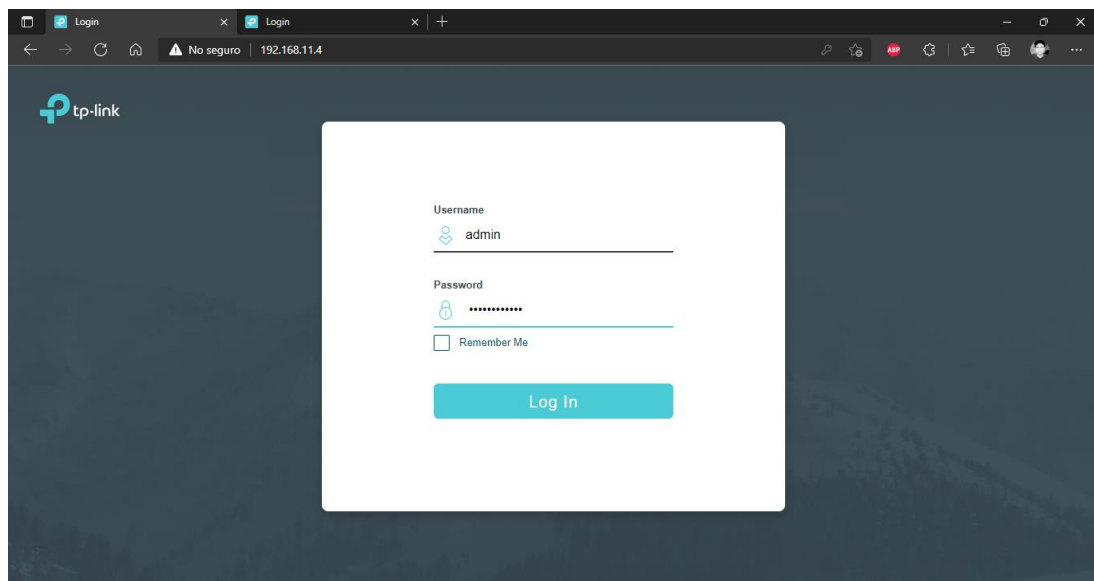 Login
Login
No seguro
192.168.11.4
ABP
tp-link
Username
admin
Password
••••••••••••
Remember Me
Log In